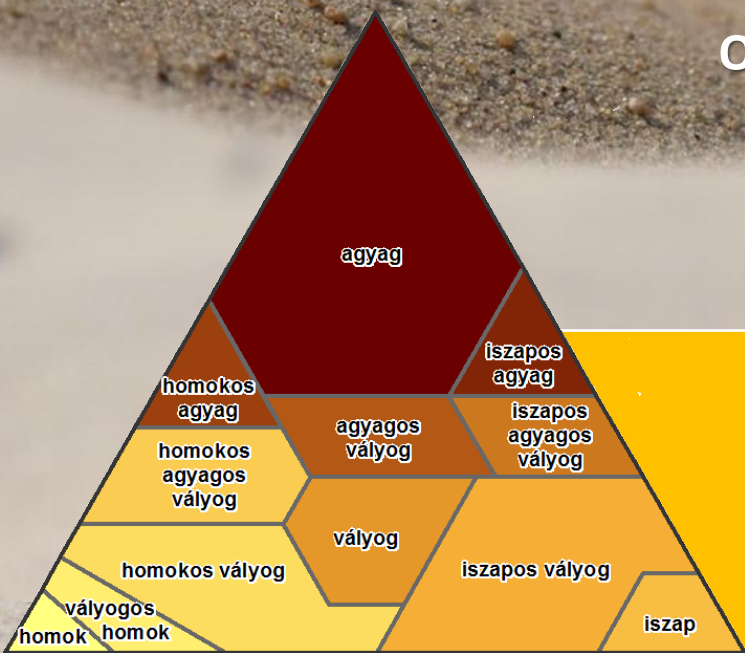 agyag
iszapos
agyag
homokos
agyag
agyagos
vályog
iszapos
agyagos
vályog
homokos
agyagos
vályog
vályog
homokos vályog
iszapos vályog
vályogos
homok
homok
iszap